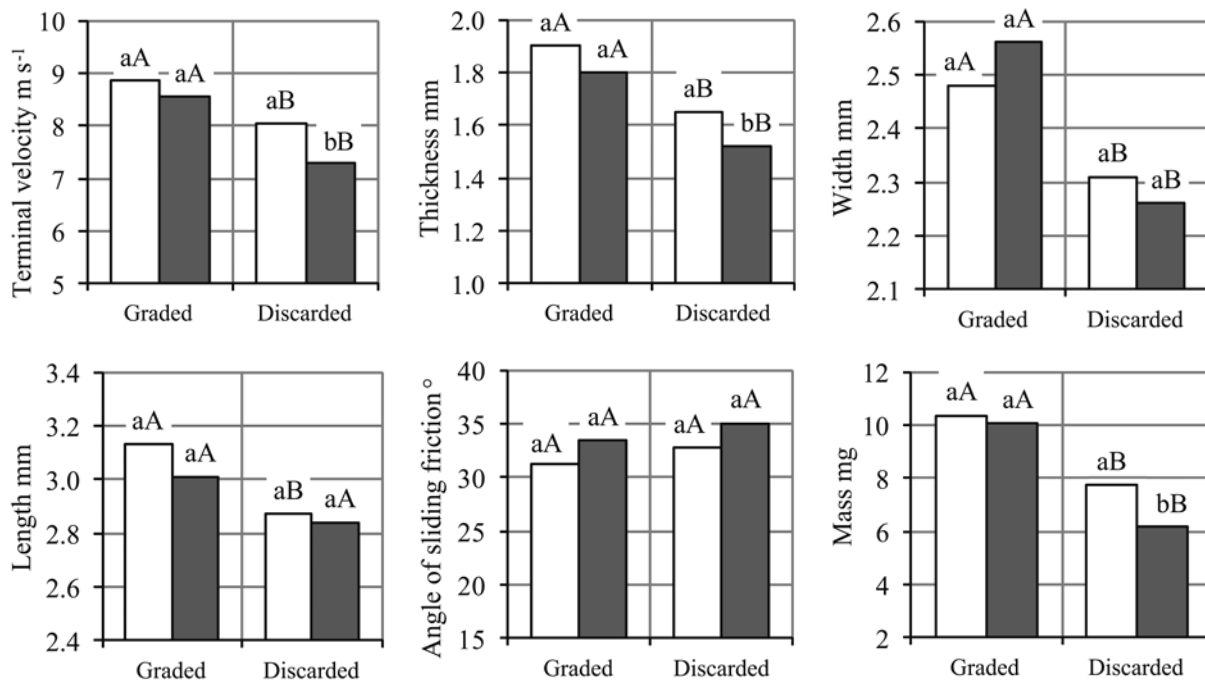 Terminal velocity m s⁻¹
10
9
8
7
6
5
aA
aA
aB
bB
Graded
Discarded
Thickness mm
2.0
1.8
1.6
1.4
1.2
1.0
aA
aA
aB
bB
Graded
Discarded
Width mm
2.6
2.5
2.4
2.3
2.2
2.1
aA
aA
aB
aB
Graded
Discarded
Length mm
3.4
3.2
3.0
2.8
2.6
2.4
aA
aA
aB
aA
Graded
Discarded
Angle of sliding friction °
40
35
30
25
20
15
aA
aA
aA
aA
Graded
Discarded
Mass mg
12
10
8
6
4
2
aA
aA
aB
bB
Graded
Discarded